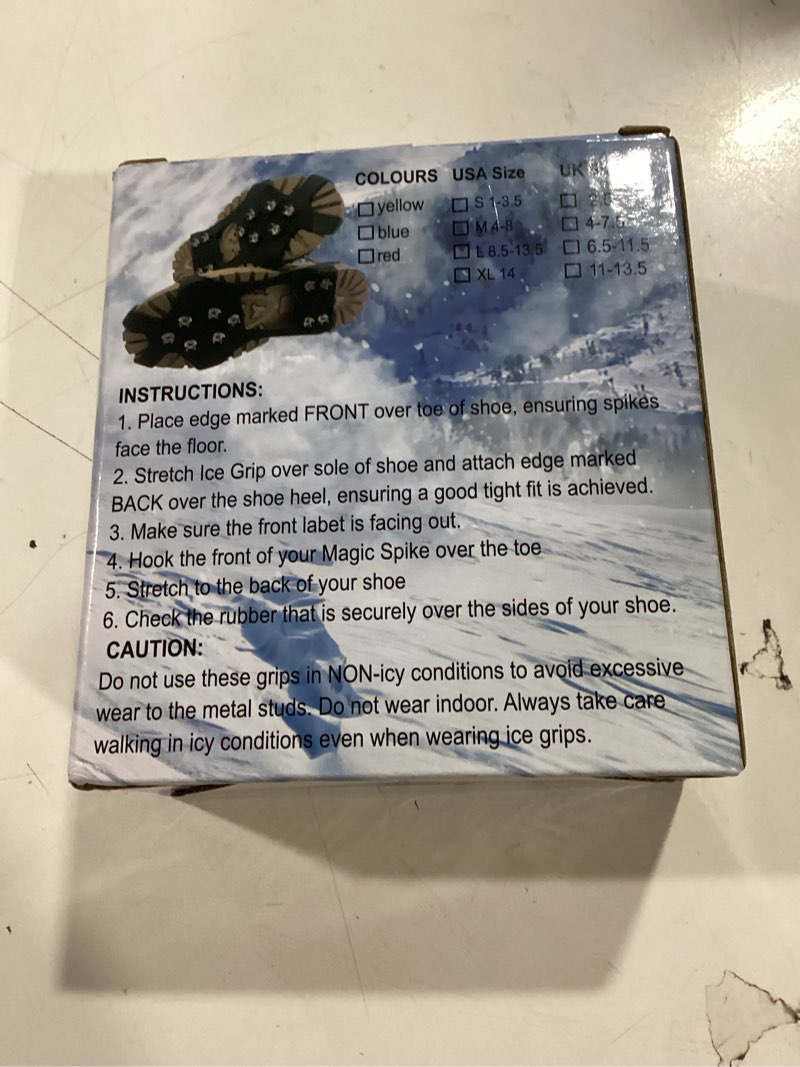 COLOURS USA Size UK
yellow S 1-3.5
blue M 4-8 4-7.5
red L 8.5-13.5 6.5-11.5
XL 14 11-13.5
INSTRUCTIONS:
1. Place edge marked FRONT over toe of shoe, ensuring spikes
face the floor.
2. Stretch Ice Grip over sole of shoe and attach edge marked
BACK over the shoe heel, ensuring a good tight fit is achieved.
3. Make sure the front labet is facing out.
4. Hook the front of your Magic Spike over the toe
5. Stretch to the back of your shoe
6. Check the rubber that is securely over the sides of your shoe.
CAUTION:
Do not use these grips in NON-icy conditions to avoid excessive
wear to the metal studs. Do not wear indoor. Always take care
walking in icy conditions even when wearing ice grips.